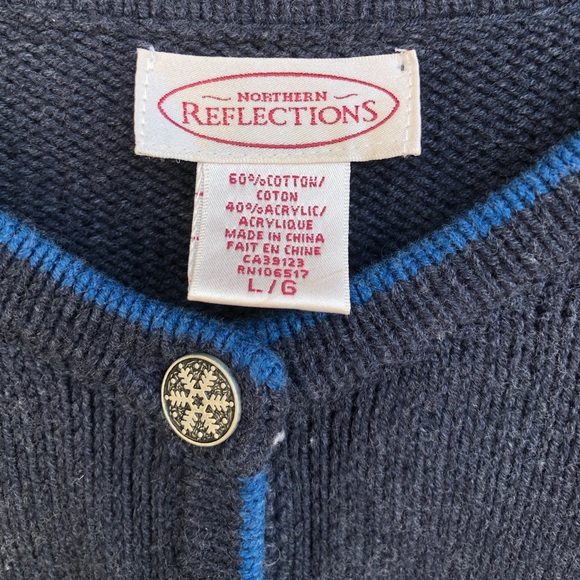 NORTHERN
REFLECTIONS
60%COTTON/
COTON
40%ACRYLIC/
ACRYLIQUE
MADE IN CHINA
FAIT EN CHINE
CA39123
RN106517
L/G